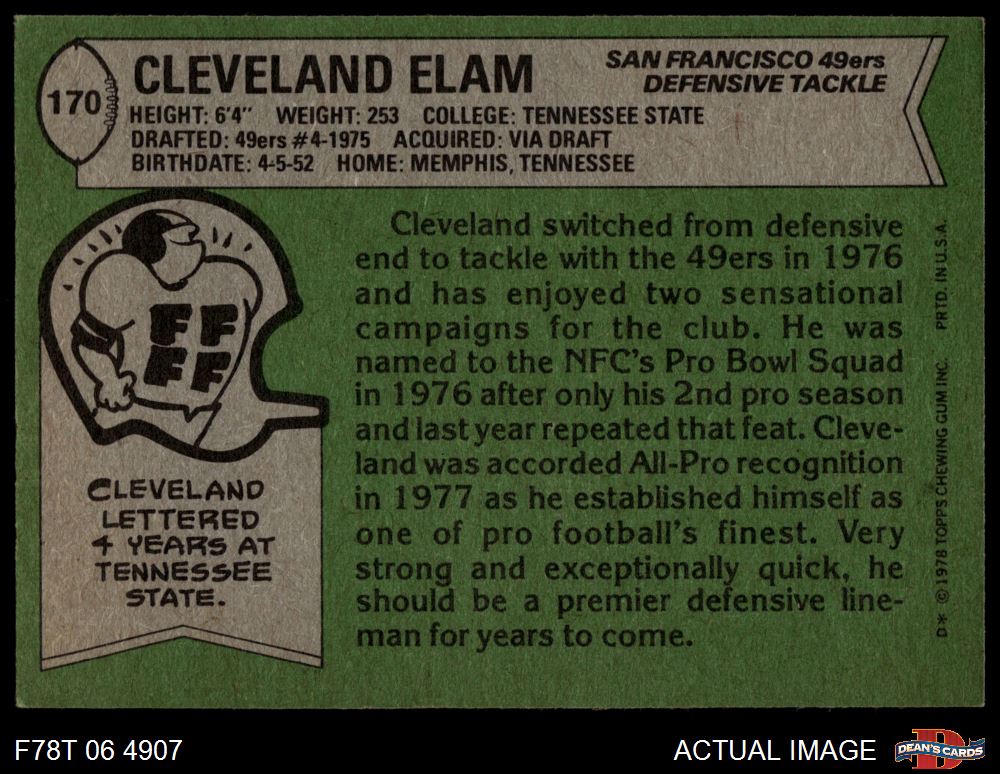 170
CLEVELAND ELAM
SAN FRANCISCO 49ers
DEFENSIVE TACKLE
HEIGHT: 6'4" WEIGHT: 253 COLLEGE: TENNESSEE STATE
DRAFTED: 49ers #4-1975 ACQUIRED: VIA DRAFT
BIRTHDATE: 4-5-52 HOME: MEMPHIS, TENNESSEE
FF
FF
CLEVELAND
LETTERED
4 YEARS AT
TENNESSEE
STATE.
Cleveland switched from defensive
end to tackle with the 49ers in 1976
and has enjoyed two sensational
campaigns for the club. He was
named to the NFC's Pro Bowl Squad
in 1976 after only his 2nd pro season
and last year repeated that feat. Cleve-
land was accorded All-Pro recognition
in 1977 as he established himself as
one of pro football's finest. Very
strong and exceptionally quick, he
should be a premier defensive line-
man for years to come.
D* © 1978 TOPPS CHEWING GUM INC. PRTD. IN U.S.A.
F78T 06 4907
ACTUAL IMAGE
D
DEAN'S CARDS